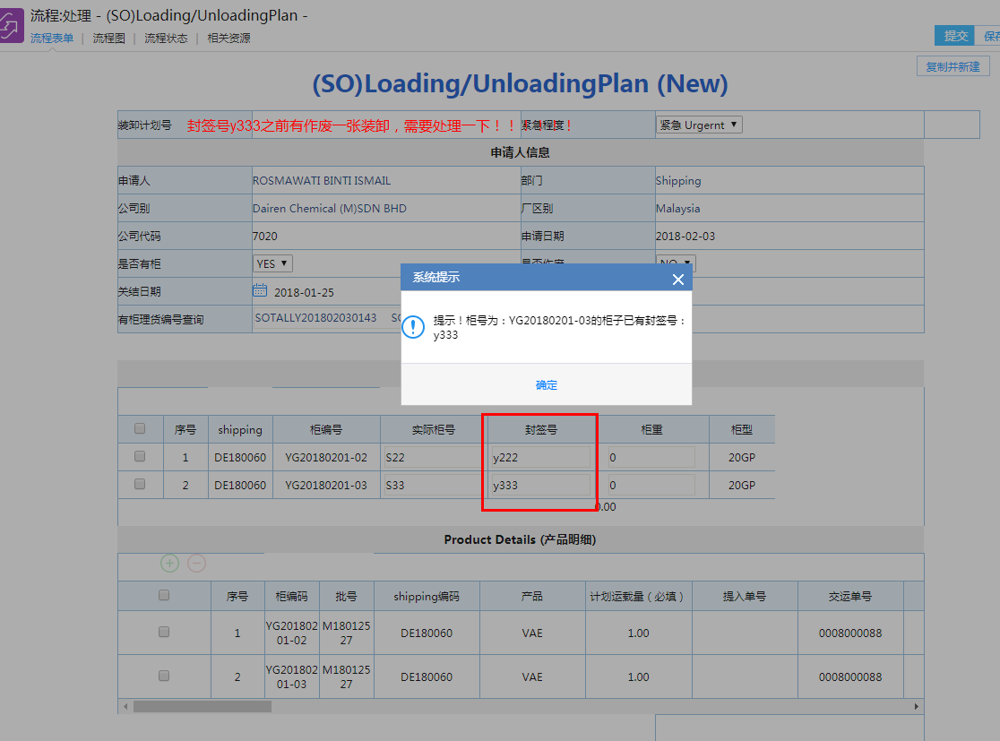 流程:处理 - (SO)Loading/UnloadingPlan -
流程表单 | 流程图 | 流程状态 | 相关资源
提交 保存
复制并新建
(SO)Loading/UnloadingPlan (New)
装卸计划号 封签号y333之前有作废一张装卸，需要处理一下！！！ 紧急程度 紧急 Urgernt
申请人信息
申请人 ROSMAWATI BINTI ISMAIL 部门 Shipping
公司别 Dairen Chemical (M)SDN BHD 厂区别 Malaysia
公司代码 7020 申请日期 2018-02-03
是否有柜 YES 是否作废 NO
关结日期 2018-01-25
有柜理货编号查询 SOTALLY201802030143
系统提示
提示！柜号为：YG20180201-03的柜子已有封签号：
y333
确定
序号 shipping 柜编号 实际柜号 封签号 柜重 柜型
1 DE180060 YG20180201-02 S22 y222 0 20GP
2 DE180060 YG20180201-03 S33 y333 0 20GP
0.00
Product Details (产品明细)
序号 柜编码 批号 shipping编码 产品 计划运载量（必填） 提入单号 交运单号
1 YG20180201-02 M18012527 DE180060 VAE 1.00 0008000088
2 YG20180201-03 M18012527 DE180060 VAE 1.00 0008000088